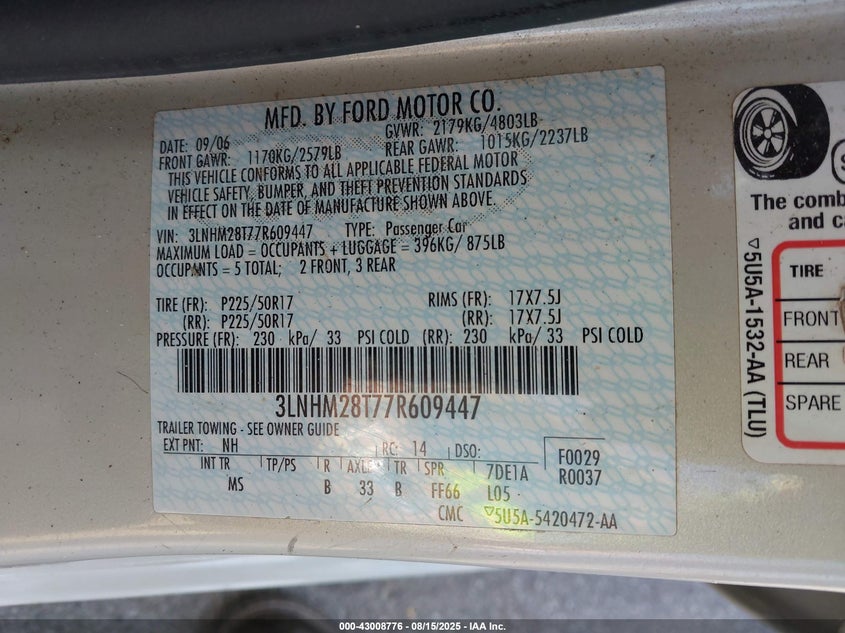 MFD. BY FORD MOTOR CO.
DATE: 09/06 GVWR: 2179KG/4803LB
FRONT GAWR: 1170KG/2579LB REAR GAWR: 1015KG/2237LB
THIS VEHICLE CONFORMS TO ALL APPLICABLE FEDERAL MOTOR
VEHICLE SAFETY, BUMPER, AND THEFT PREVENTION STANDARDS
IN EFFECT ON THE DATE OF MANUFACTURE SHOWN ABOVE.
VIN: 3LNHM28T77R609447 TYPE: Passenger Car
MAXIMUM LOAD = OCCUPANTS + LUGGAGE = 396KG/ 875LB
OCCUPANTS = 5 TOTAL; 2 FRONT, 3 REAR
TIRE (FR): P225/50R17 RIMS (FR): 17X7.5J
(RR): P225/50R17 (RR): 17X7.5J
PRESSURE (FR): 230 kPa/ 33 PSI COLD (RR): 230 kPa/ 33 PSI COLD
3LNHM28T77R609447
TRAILER TOWING - SEE OWNER GUIDE
EXT PNT: NH RC: 14 DSO: F0029
INT TR TP/PS R AXLE TR SPR 7DE1A R0037
MS B 33 B FF66 L05
CMC ▽5U5A-5420472-AA
The comb
and ca
▽5U5A-1532-AA (TLU)
TIRE
FRONT
REAR
SPARE
000-43008776 - 08/15/2025 - IAA Inc.